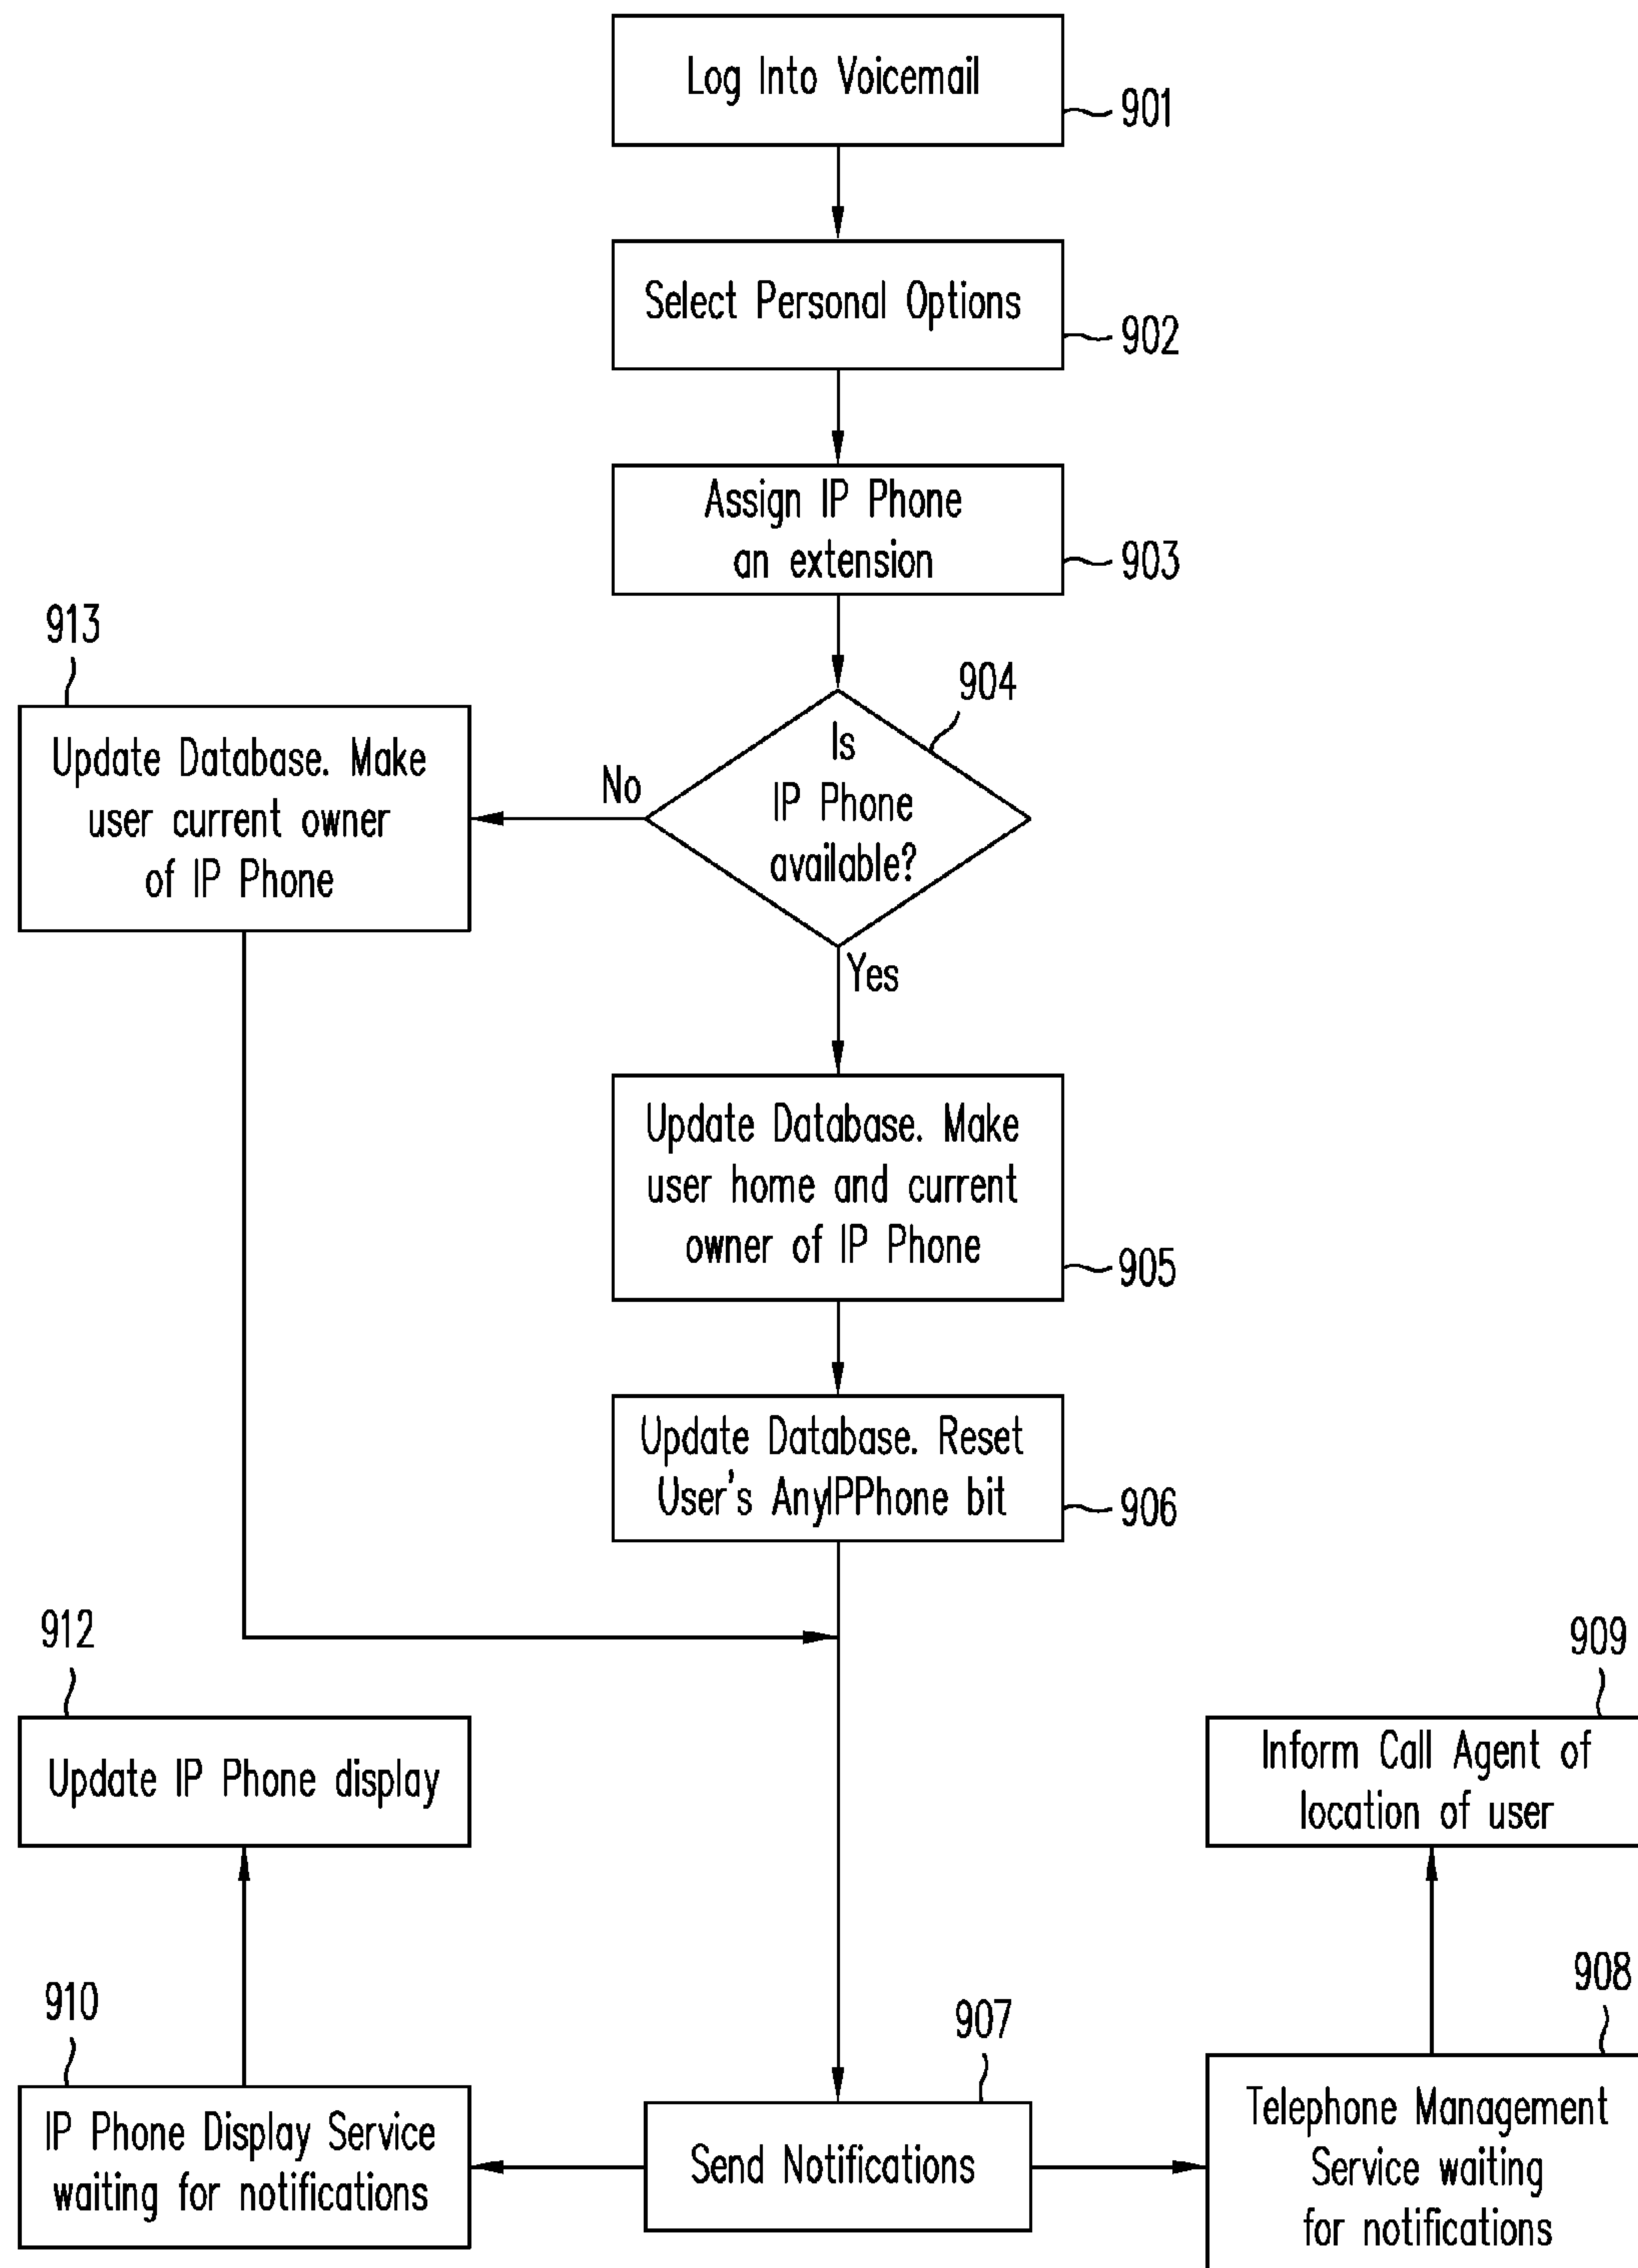 Log Into Voicemail
901
Select Personal Options
902
Assign IP Phone
an extension
903
904
Is
IP Phone
available?
No
Yes
913
Update Database. Make
user current owner
of IP Phone
Update Database. Make
user home and current
owner of IP Phone
905
Update Database. Reset
User's AnyIPPhone bit
906
912
Update IP Phone display
909
Inform Call Agent of
location of user
910
IP Phone Display Service
waiting for notifications
907
Send Notifications
908
Telephone Management
Service waiting
for notifications